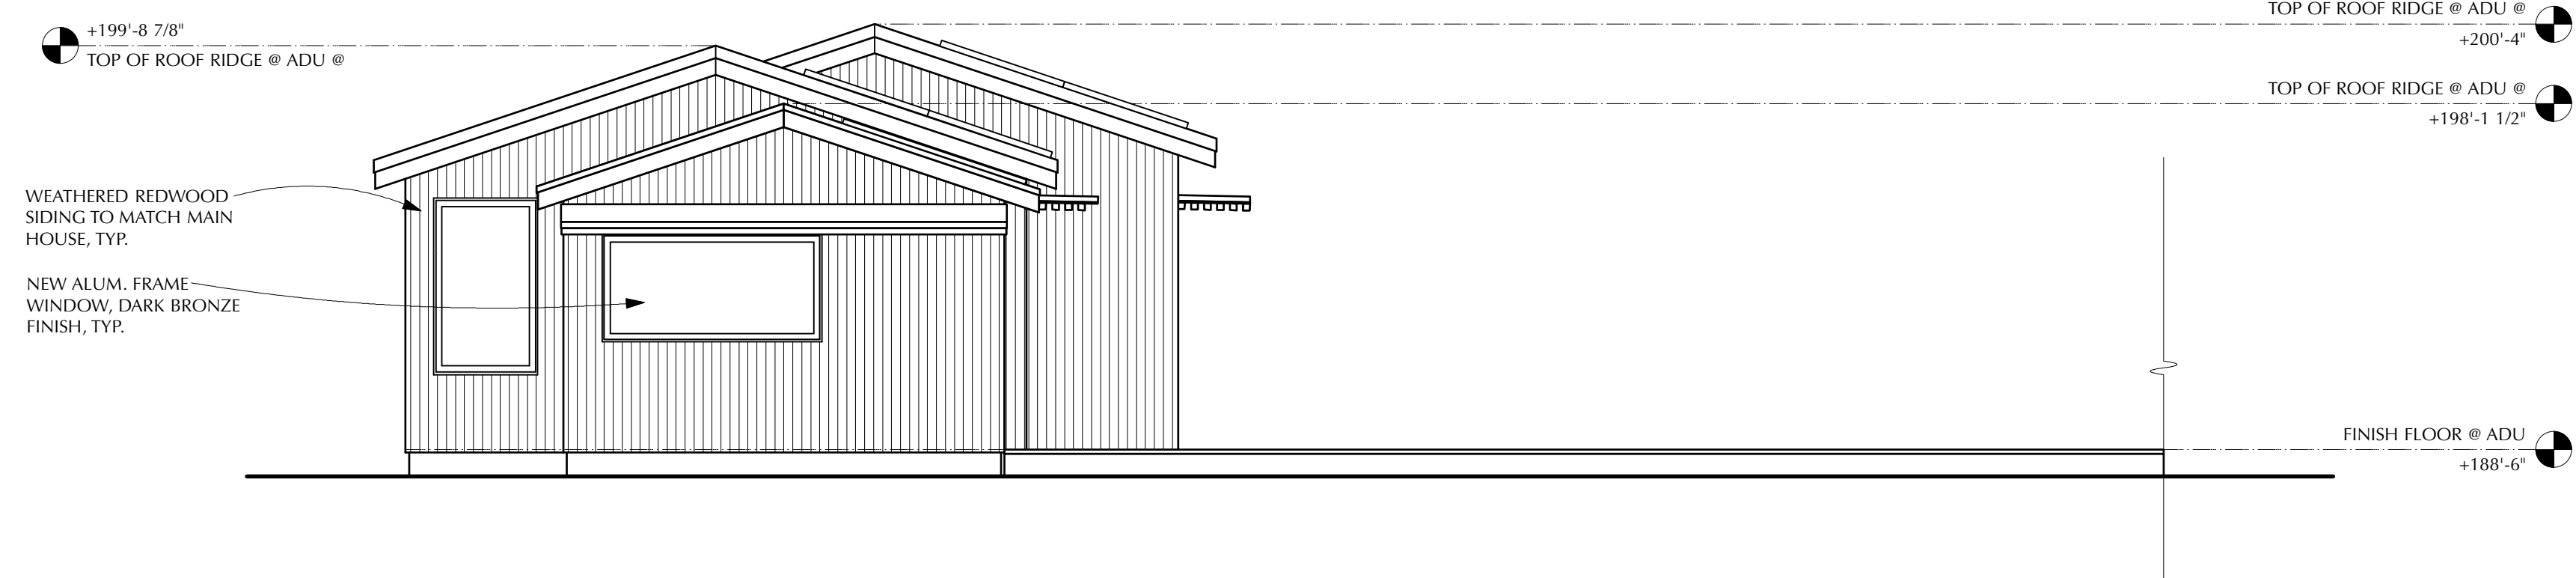 +199'-8 7/8"
TOP OF ROOF RIDGE @ ADU @
TOP OF ROOF RIDGE @ ADU @
+200'-4"
TOP OF ROOF RIDGE @ ADU @
+198'-1 1/2"
WEATHERED REDWOOD
SIDING TO MATCH MAIN
HOUSE, TYP.
NEW ALUM. FRAME
WINDOW, DARK BRONZE
FINISH, TYP.
FINISH FLOOR @ ADU
+188'-6"